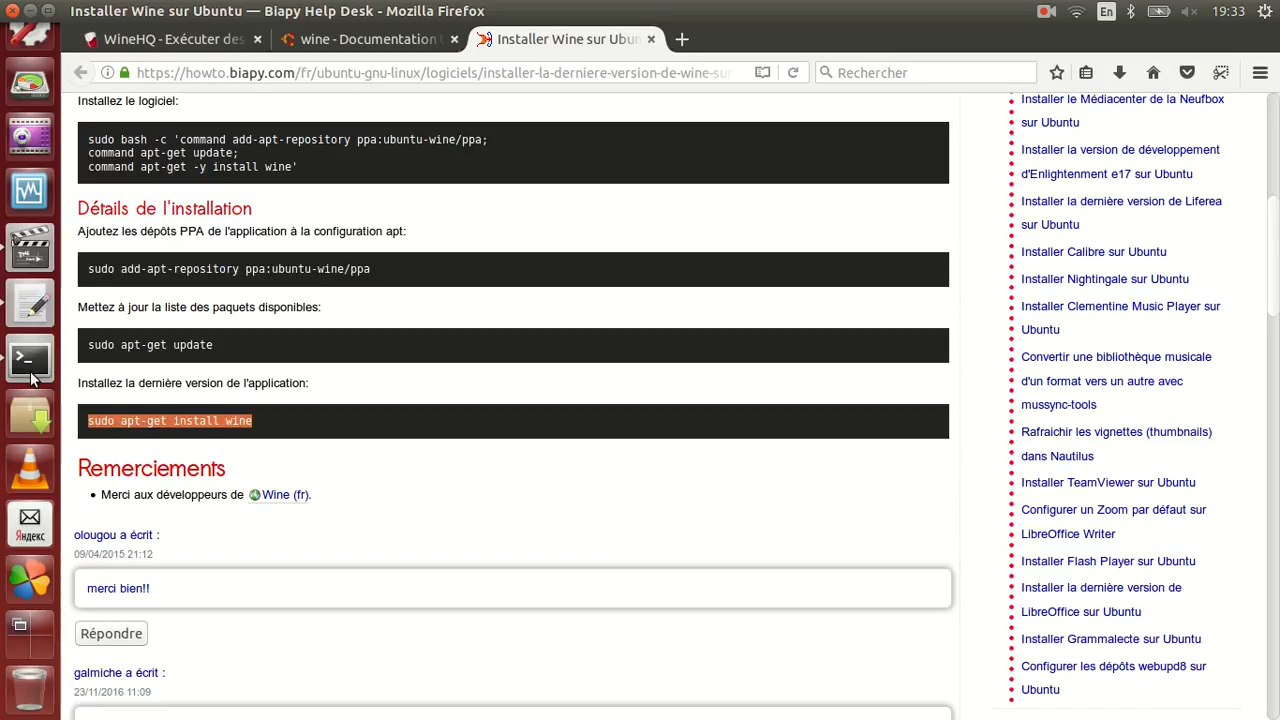 Installer Wine sur Ubuntu — Biapy Help Desk - Mozilla Firefox
En
19:33
WineHQ - Exécuter des
wine - Documentation U
Installer Wine sur Ubun
https://howto.biapy.com/fr/ubuntu-gnu-linux/logiciels/installer-la-derniere-version-de-wine-su
Rechercher
Installez le logiciel:
sudo bash -c 'command add-apt-repository ppa:ubuntu-wine/ppa;
command apt-get update;
command apt-get -y install wine'
Détails de l'installation
Ajoutez les dépôts PPA de l'application à la configuration apt:
sudo add-apt-repository ppa:ubuntu-wine/ppa
Mettez à jour la liste des paquets disponibles:
sudo apt-get update
Installez la dernière version de l'application:
sudo apt-get install wine
Remerciements
Merci aux développeurs de Wine (fr).
olougou a écrit :
09/04/2015 21:12
merci bien!!
Répondre
galmiche a écrit :
23/11/2016 11:09
Installer le Médiacenter de la Neufbox
sur Ubuntu
Installer la version de développement
d'Enlightenment e17 sur Ubuntu
Installer la dernière version de Liferea
sur Ubuntu
Installer Calibre sur Ubuntu
Installer Nightingale sur Ubuntu
Installer Clementine Music Player sur
Ubuntu
Convertir une bibliothèque musicale
d'un format vers un autre avec
mussync-tools
Rafraichir les vignettes (thumbnails)
dans Nautilus
Installer TeamViewer sur Ubuntu
Configurer un Zoom par défaut sur
LibreOffice Writer
Installer Flash Player sur Ubuntu
Installer la dernière version de
LibreOffice sur Ubuntu
Installer Grammalecte sur Ubuntu
Configurer les dépôts webupd8 sur
Ubuntu
Яндекс